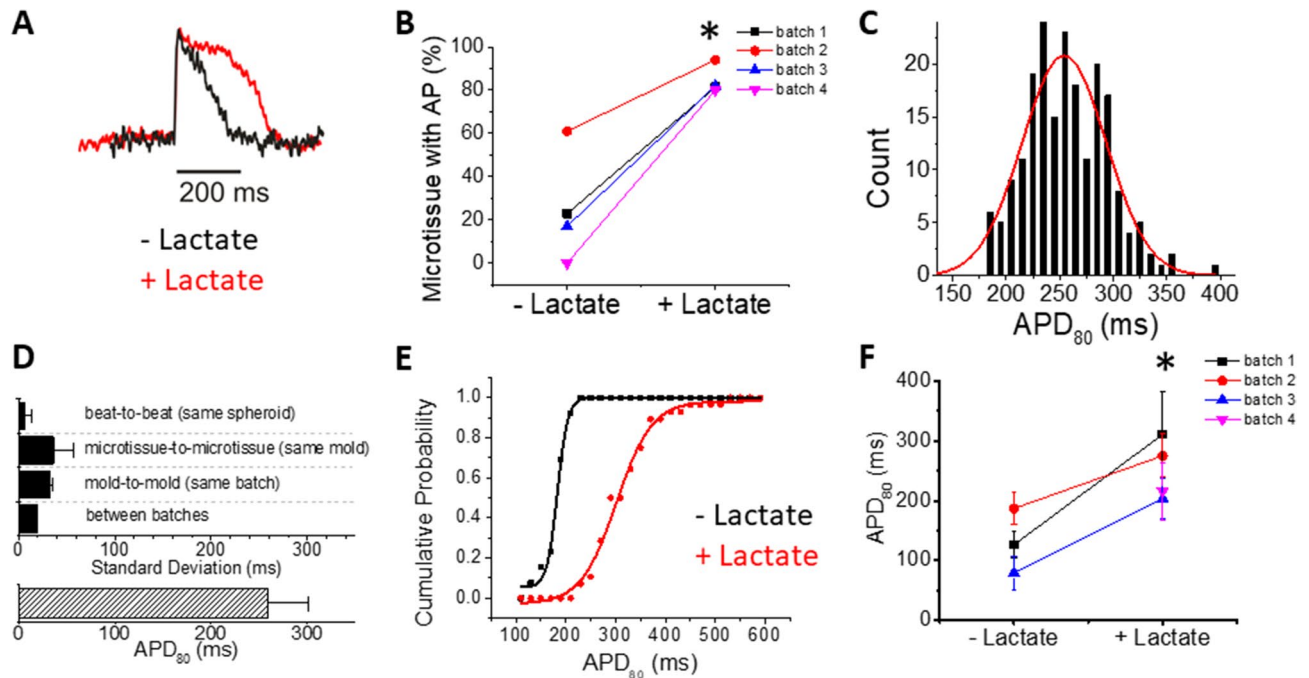 A
200 ms
- Lactate
+ Lactate
B
*
batch 1
batch 2
batch 3
batch 4
Microtissue with AP (%)
100
80
60
40
20
0
- Lactate
+ Lactate
C
Count
20
15
10
5
0
150
200
250
300
350
400
APD80 (ms)
D
beat-to-beat (same spheroid)
microtissue-to-microtissue (same mold)
mold-to-mold (same batch)
between batches
0
100
200
300
Standard Deviation (ms)
0
100
200
300
APD80 (ms)
E
Cumulative Probability
1.0
0.8
0.6
0.4
0.2
0.0
- Lactate
+ Lactate
100
200
300
400
500
600
APD80 (ms)
F
*
batch 1
batch 2
batch 3
batch 4
APD80 (ms)
400
300
200
100
0
- Lactate
+ Lactate